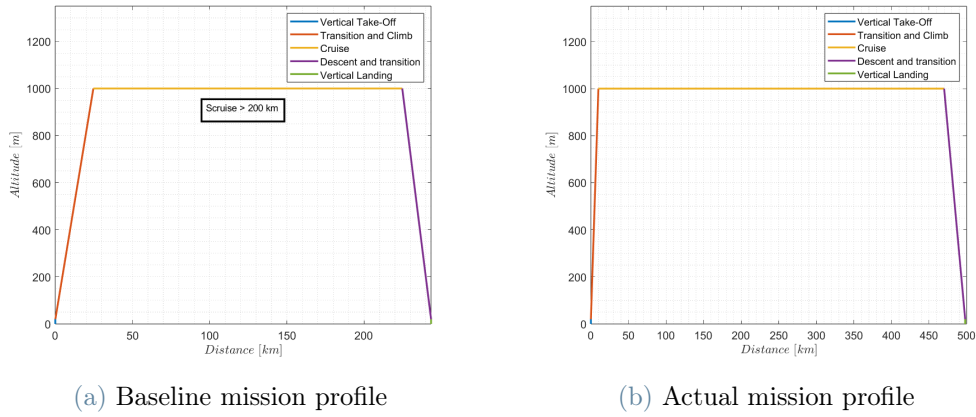 Vertical Take-Off
Transition and Climb
Cruise
Descent and transition
Vertical Landing
Scruise > 200 km
1200
1000
800
600
400
200
0
Altitude [m]
0 50 100 150 200
Distance [km]
(a) Baseline mission profile
Vertical Take-Off
Transition and Climb
Cruise
Descent and transition
Vertical Landing
1200
1000
800
600
400
200
0
Altitude [m]
0 50 100 150 200 250 300 350 400 450 500
Distance [km]
(b) Actual mission profile